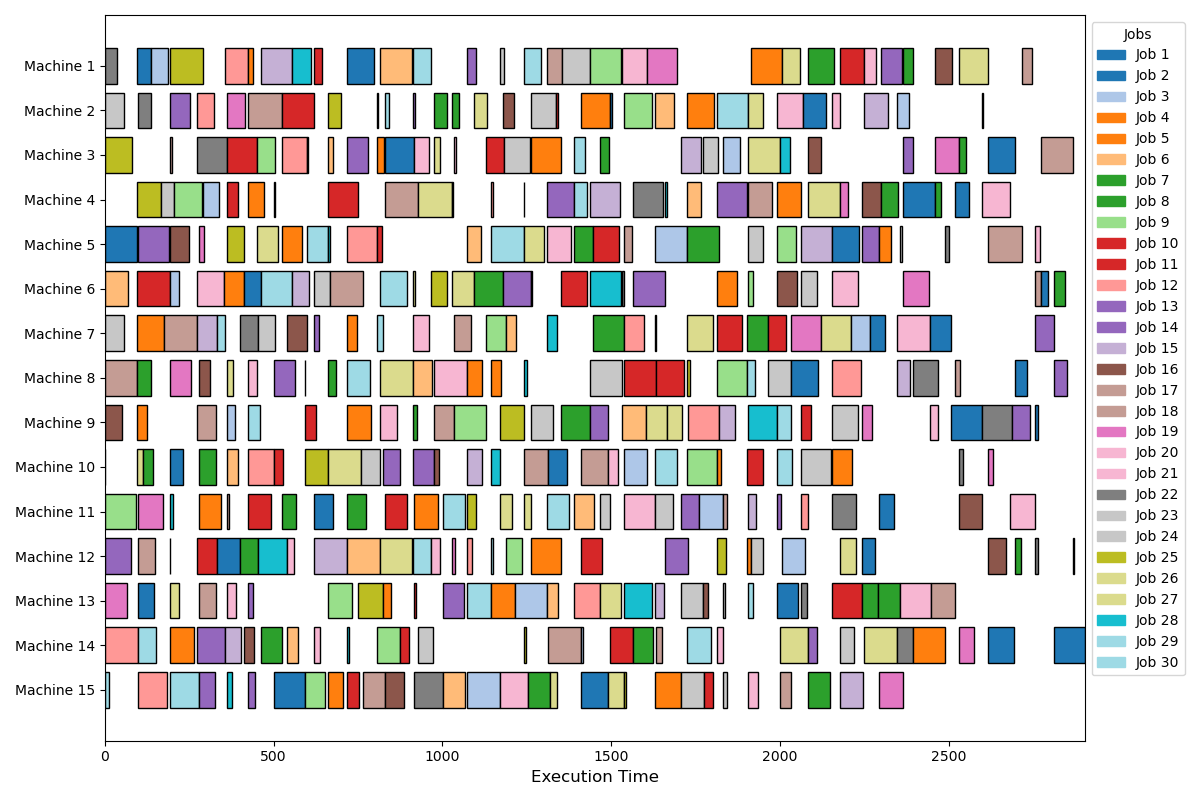 Machine 1
Machine 2
Machine 3
Machine 4
Machine 5
Machine 6
Machine 7
Machine 8
Machine 9
Machine 10
Machine 11
Machine 12
Machine 13
Machine 14
Machine 15
0 500 1000 1500 2000 2500
Execution Time
Jobs
Job 1
Job 2
Job 3
Job 4
Job 5
Job 6
Job 7
Job 8
Job 9
Job 10
Job 11
Job 12
Job 13
Job 14
Job 15
Job 16
Job 17
Job 18
Job 19
Job 20
Job 21
Job 22
Job 23
Job 24
Job 25
Job 26
Job 27
Job 28
Job 29
Job 30